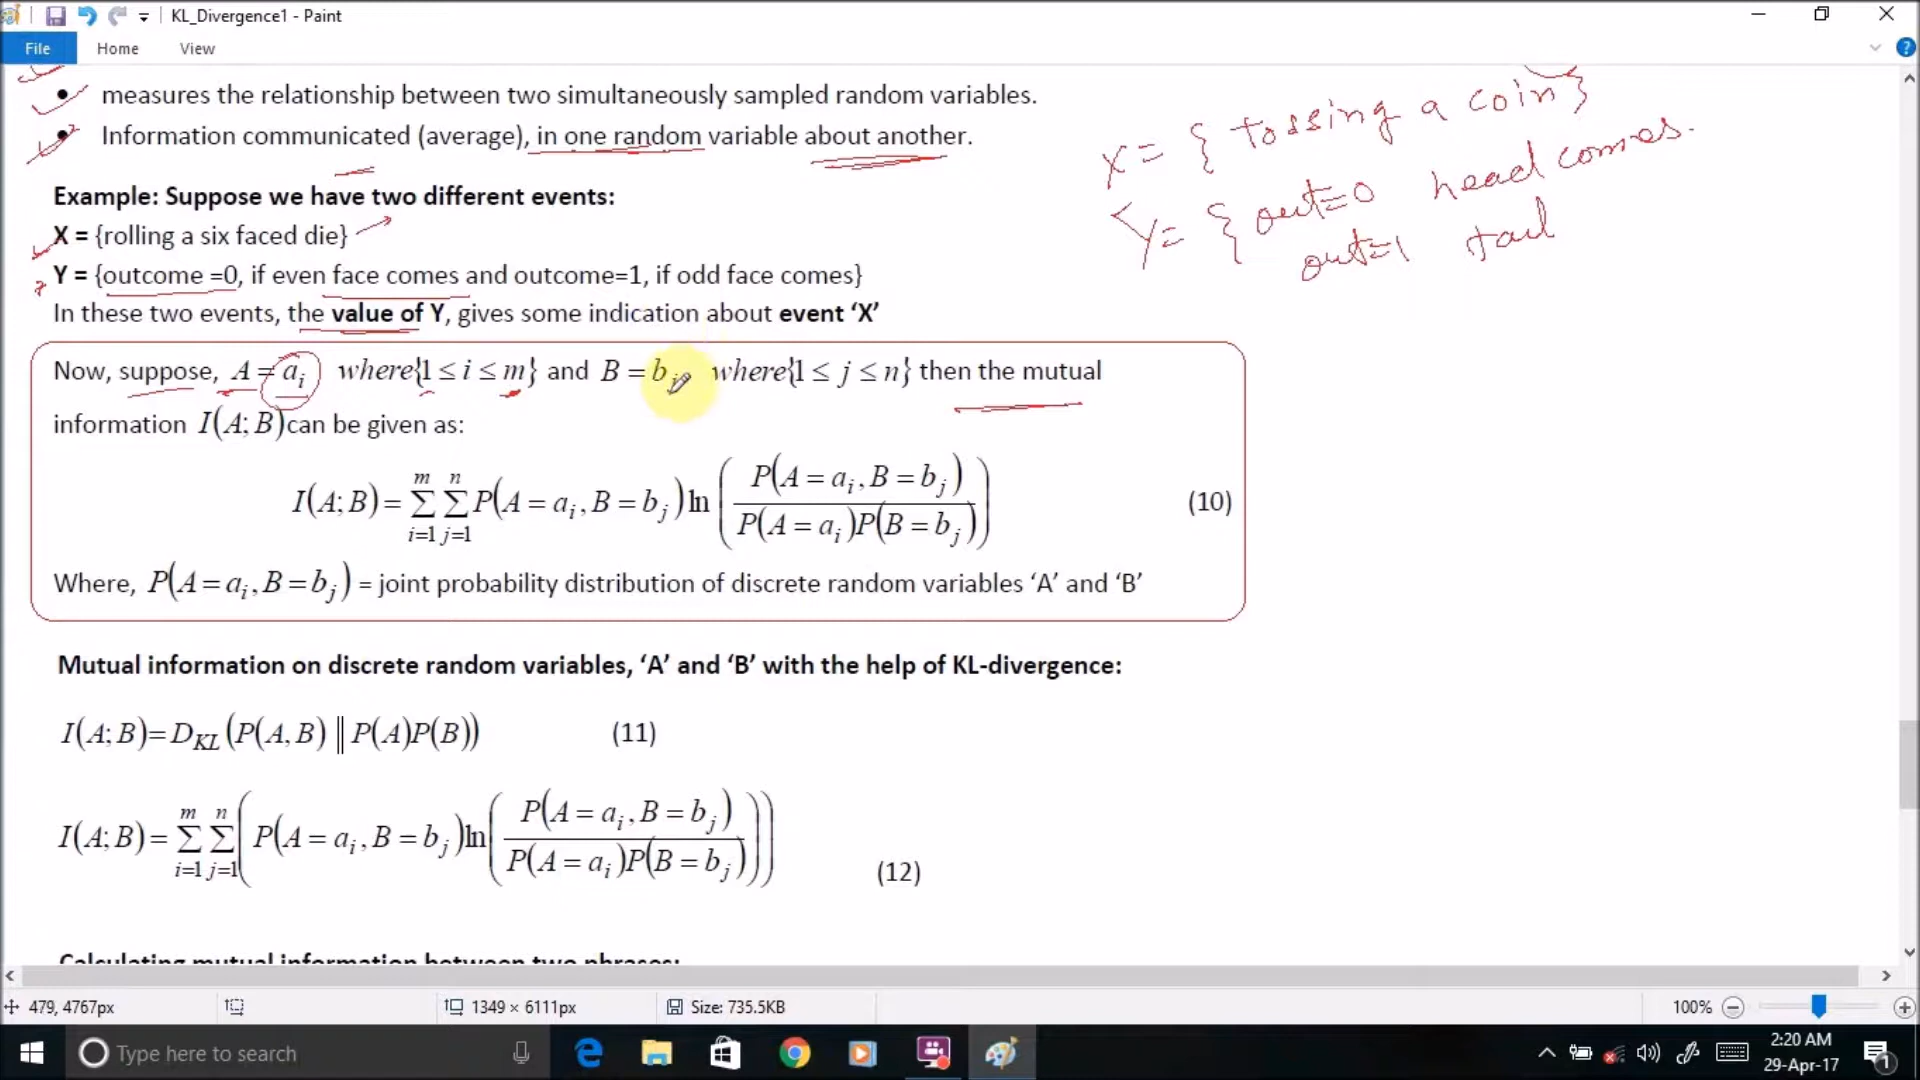 KL_Divergence1 - Paint
File Home View
• measures the relationship between two simultaneously sampled random variables.
• Information communicated (average), in one random variable about another.
X = { tossing a coin }
Y = { out=0 head comes.
out=1 tail
Example: Suppose we have two different events:
X = {rolling a six faced die}
Y = {outcome =0, if even face comes and outcome=1, if odd face comes}
In these two events, the value of Y, gives some indication about event ‘X’
Now, suppose, A = a_i where{1 ≤ i ≤ m} and B = b_j where{1 ≤ j ≤ n} then the mutual
information I(A; B) can be given as:
I(A; B) = ∑_{i=1}^{m} ∑_{j=1}^{n} P(A = a_i, B = b_j) ln ( P(A = a_i, B = b_j) / P(A = a_i)P(B = b_j) ) (10)
Where, P(A = a_i, B = b_j) = joint probability distribution of discrete random variables ‘A’ and ‘B’
Mutual information on discrete random variables, ‘A’ and ‘B’ with the help of KL-divergence:
I(A; B) = D_KL (P(A, B) || P(A)P(B)) (11)
I(A; B) = ∑_{i=1}^{m} ∑_{j=1}^{n} ( P(A = a_i, B = b_j) ln ( P(A = a_i, B = b_j) / P(A = a_i)P(B = b_j) ) ) (12)
Calculating mutual information between two phrases:
479, 4767px 1349 × 6111px Size: 735.5KB 100%
Type here to search
2:20 AM
29-Apr-17
1